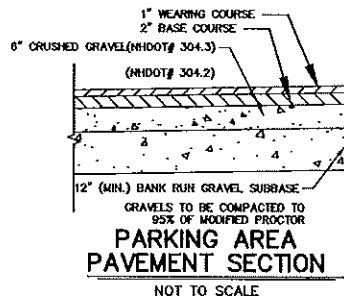 1" WEARING COURSE
2" BASE COURSE
6" CRUSHED GRAVEL(NHDOT# 304.3)
(NHDOT# 304.2)
12" (MIN.) BANK RUN GRAVEL SUBBASE
GRAVELS TO BE COMPACTED TO
95% OF MODIFIED PROCTOR
PARKING AREA
PAVEMENT SECTION
NOT TO SCALE